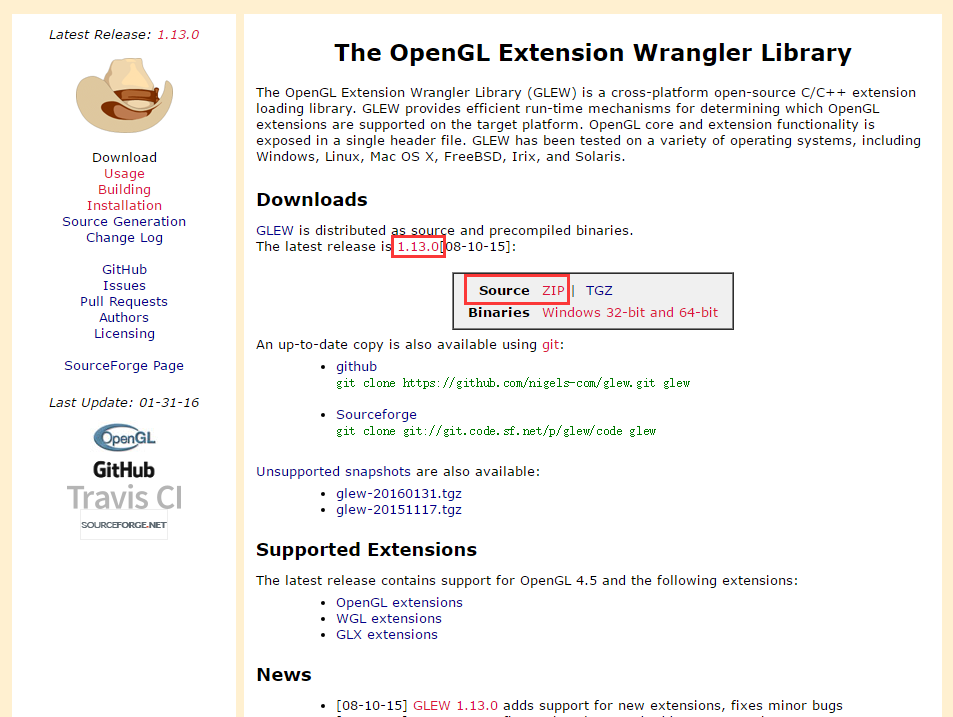 Latest Release: 1.13.0
Download
Usage
Building
Installation
Source Generation
Change Log
GitHub
Issues
Pull Requests
Authors
Licensing
SourceForge Page
Last Update: 01-31-16
OpenGL
GitHub
Travis CI
SOURCEFORGE.NET
The OpenGL Extension Wrangler Library
The OpenGL Extension Wrangler Library (GLEW) is a cross-platform open-source C/C++ extension
loading library. GLEW provides efficient run-time mechanisms for determining which OpenGL
extensions are supported on the target platform. OpenGL core and extension functionality is
exposed in a single header file. GLEW has been tested on a variety of operating systems, including
Windows, Linux, Mac OS X, FreeBSD, Irix, and Solaris.
Downloads
GLEW is distributed as source and precompiled binaries.
The latest release is 1.13.0[08-10-15]:
Source ZIP | TGZ
Binaries Windows 32-bit and 64-bit
An up-to-date copy is also available using git:
• github
git clone https://github.com/nigels-com/glew.git glew
• Sourceforge
git clone git://git.code.sf.net/p/glew/code glew
Unsupported snapshots are also available:
• glew-20160131.tgz
• glew-20151117.tgz
Supported Extensions
The latest release contains support for OpenGL 4.5 and the following extensions:
• OpenGL extensions
• WGL extensions
• GLX extensions
News
• [08-10-15] GLEW 1.13.0 adds support for new extensions, fixes minor bugs